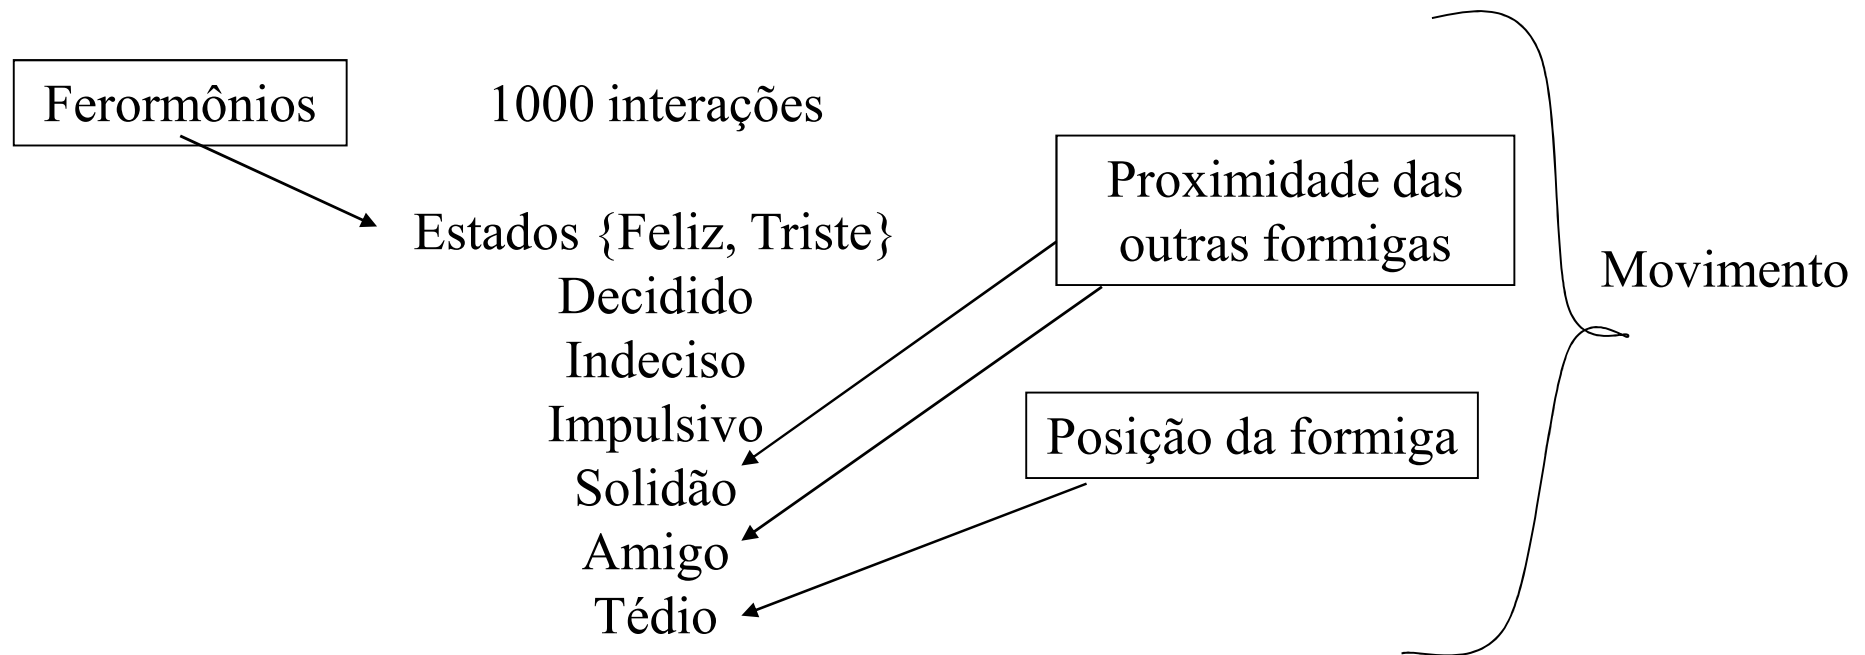 Ferormônios
1000 interações
Estados {Feliz, Triste}
Decidido
Indeciso
Impulsivo
Solidão
Amigo
Tédio
Proximidade das
outras formigas
Posição da formiga
Movimento